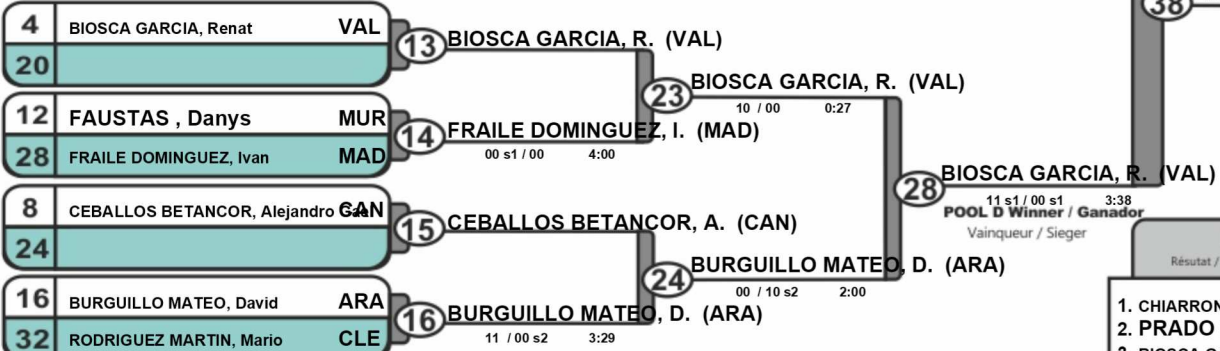 38
4 BIOSCA GARCIA, Renat VAL
20
13 BIOSCA GARCIA, R. (VAL)
23 BIOSCA GARCIA, R. (VAL)
10 / 00 0:27
12 FAUSTAS , Danys MUR
28 FRAILE DOMINGUEZ, Ivan MAD
14 FRAILE DOMINGUEZ, I. (MAD)
00 s1 / 00 4:00
28 BIOSCA GARCIA, R. (VAL)
11 s1 / 00 s1 3:38
POOL D Winner / Ganador
Vainqueur / Sieger
8 CEBALLOS BETANCOR, Alejandro CAN
24
15 CEBALLOS BETANCOR, A. (CAN)
24 BURGUILLO MATEO, D. (ARA)
00 / 10 s2 2:00
16 BURGUILLO MATEO, David ARA
32 RODRIGUEZ MARTIN, Mario CLE
16 BURGUILLO MATEO, D. (ARA)
11 / 00 s2 3:29
Résutat /
1. CHIARRON
2. PRADO